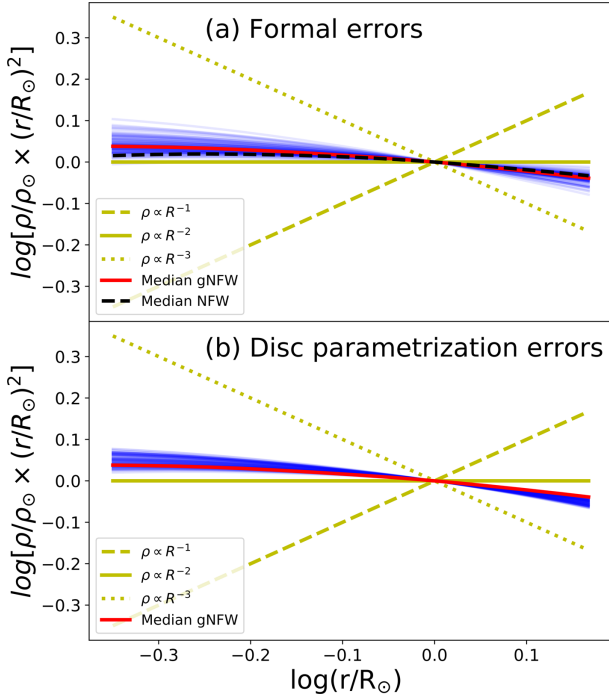 (a) Formal errors
0.3
0.2
0.1
0.0
−0.1
−0.2
−0.3
log[ρ/ρ⊙ × (r/R⊙)²]
ρ ∝ R⁻¹
ρ ∝ R⁻²
ρ ∝ R⁻³
Median gNFW
Median NFW
(b) Disc parametrization errors
0.3
0.2
0.1
0.0
−0.1
−0.2
−0.3
log[ρ/ρ⊙ × (r/R⊙)²]
ρ ∝ R⁻¹
ρ ∝ R⁻²
ρ ∝ R⁻³
Median gNFW
−0.3 −0.2 −0.1 0.0 0.1
log(r/R⊙)